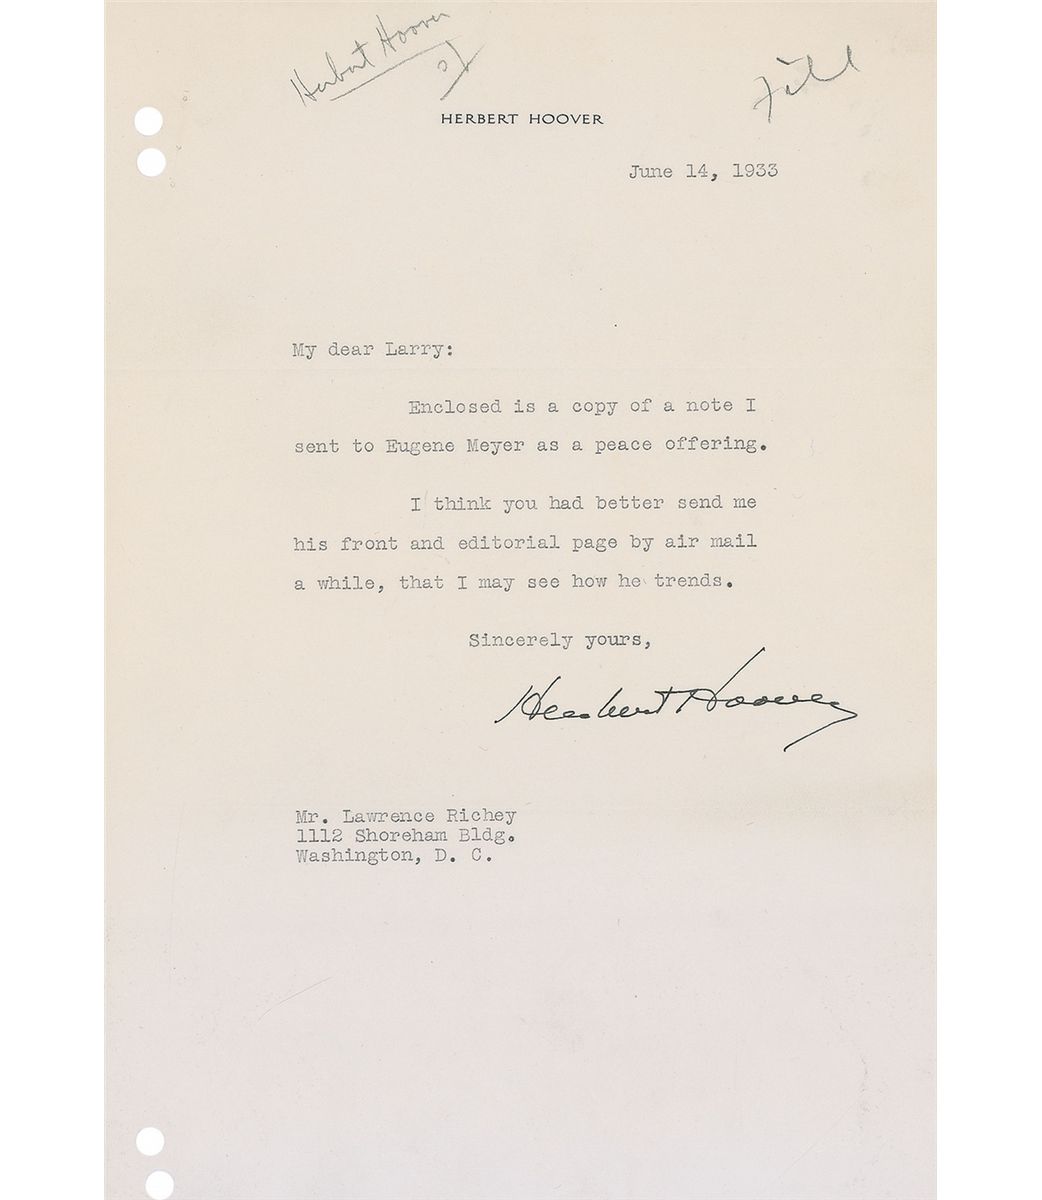 Herbert Hoover
File
HERBERT HOOVER
June 14, 1933
My dear Larry:
Enclosed is a copy of a note I
sent to Eugene Meyer as a peace offering.
I think you had better send me
his front and editorial page by air mail
a while, that I may see how he trends.
Sincerely yours,
Herbert Hoover
Mr. Lawrence Richey
1112 Shoreham Bldg.
Washington, D. C.